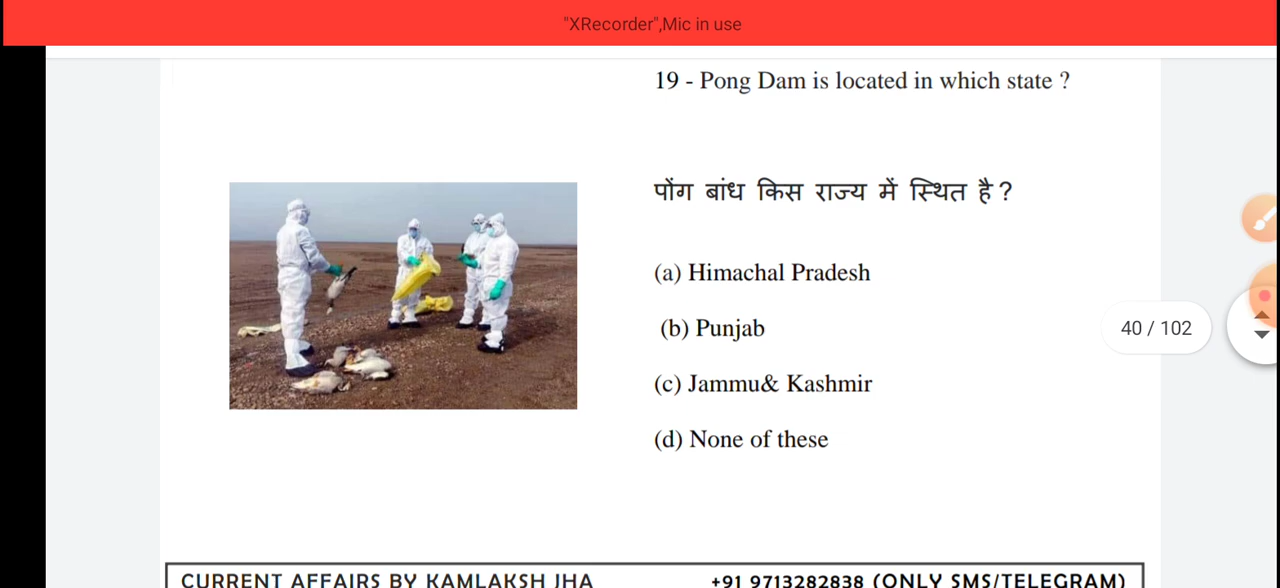 "XRecorder",Mic in use
19 - Pong Dam is located in which state ?
पोंग बांध किस राज्य में स्थित है ?
(a) Himachal Pradesh
(b) Punjab
(c) Jammu& Kashmir
(d) None of these
40 / 102
CURRENT AFFAIRS BY KAMLAKSH JHA +91 9713282838 (ONLY SMS/TELEGRAM)